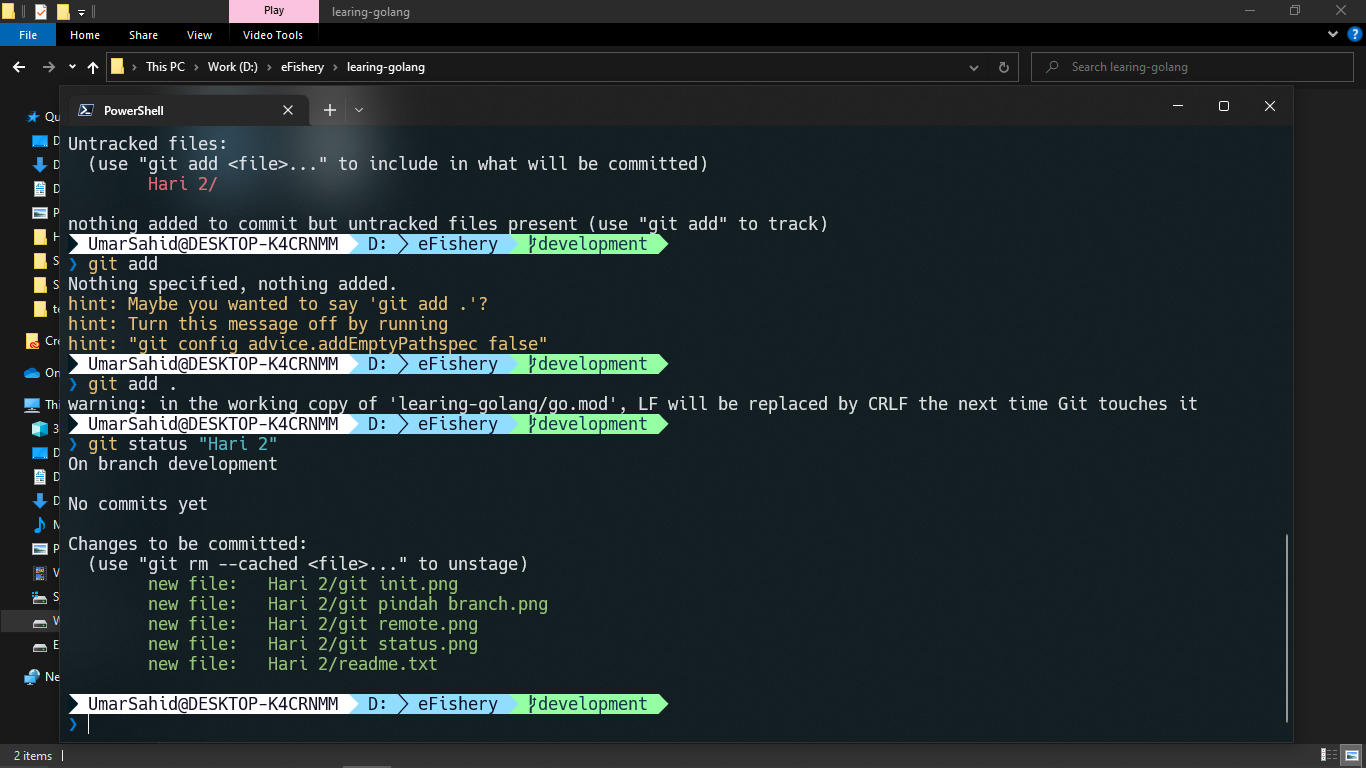 Play
learing-golang
File
Home
Share
View
Video Tools
This PC
Work (D:)
eFishery
learing-golang
Search learing-golang
PowerShell
Qu
Cre
On
Thi
Ne
Untracked files:
(use "git add <file>..." to include in what will be committed)
Hari 2/
nothing added to commit but untracked files present (use "git add" to track)
UmarSahid@DESKTOP-K4CRNMM D: eFishery development
❯ git add
Nothing specified, nothing added.
hint: Maybe you wanted to say 'git add .'?
hint: Turn this message off by running
hint: "git config advice.addEmptyPathspec false"
UmarSahid@DESKTOP-K4CRNMM D: eFishery development
❯ git add .
warning: in the working copy of 'learing-golang/go.mod', LF will be replaced by CRLF the next time Git touches it
UmarSahid@DESKTOP-K4CRNMM D: eFishery development
❯ git status "Hari 2"
On branch development
No commits yet
Changes to be committed:
(use "git rm --cached <file>..." to unstage)
new file:   Hari 2/git init.png
new file:   Hari 2/git pindah branch.png
new file:   Hari 2/git remote.png
new file:   Hari 2/git status.png
new file:   Hari 2/readme.txt
UmarSahid@DESKTOP-K4CRNMM D: eFishery development
❯
2 items